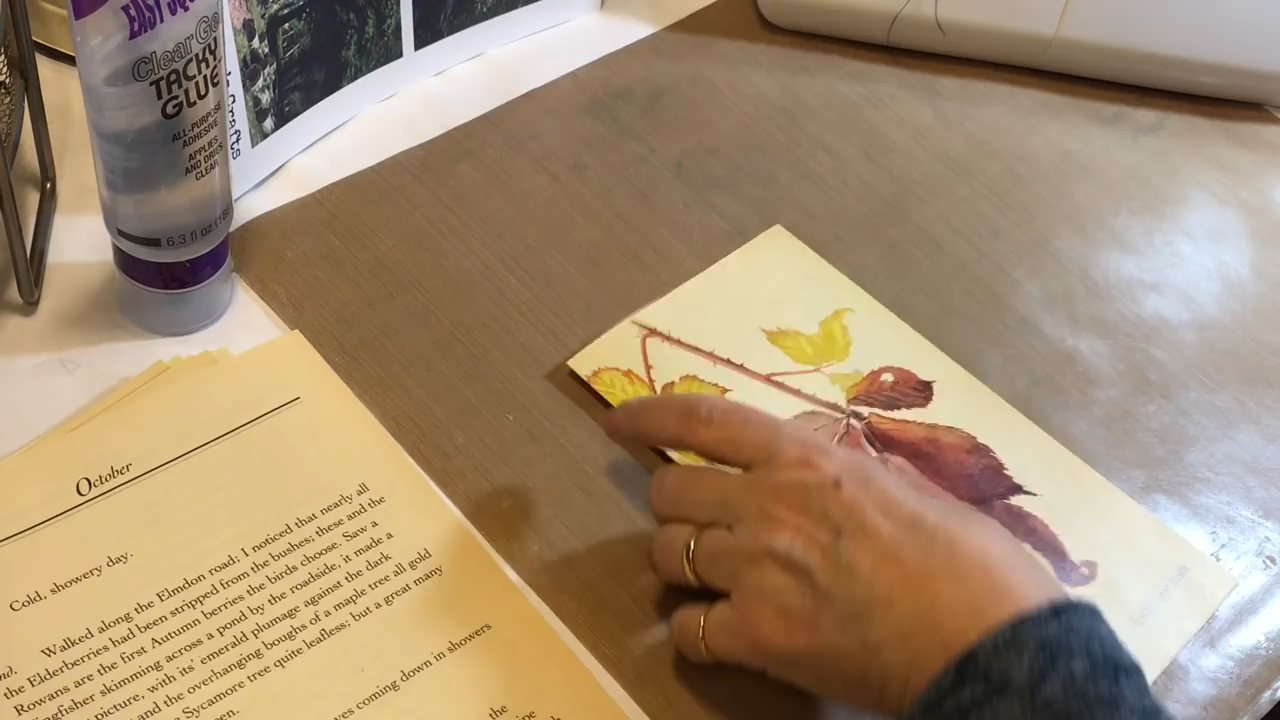 EASY SQ
Clear Gel
TACKY
GLUE
ALL-PURPOSE
ADHESIVE
APPLIES
AND DRIES
CLEAR
6.3 fl oz (186
Crafts
October
Cold, showery day.
Walked along the Elmdon road; I noticed that nearly all
the Elderberries had been stripped from the bushes; these and the
Rowans are the first Autumn berries the birds choose. Saw a
ngfisher skimming across a pond by the roadside, it made a
picture, with its' emerald plumage against the dark
and the overhanging boughs of a maple tree all gold
Sycamore tree quite leafless; but a great many
ves coming down in showers
the